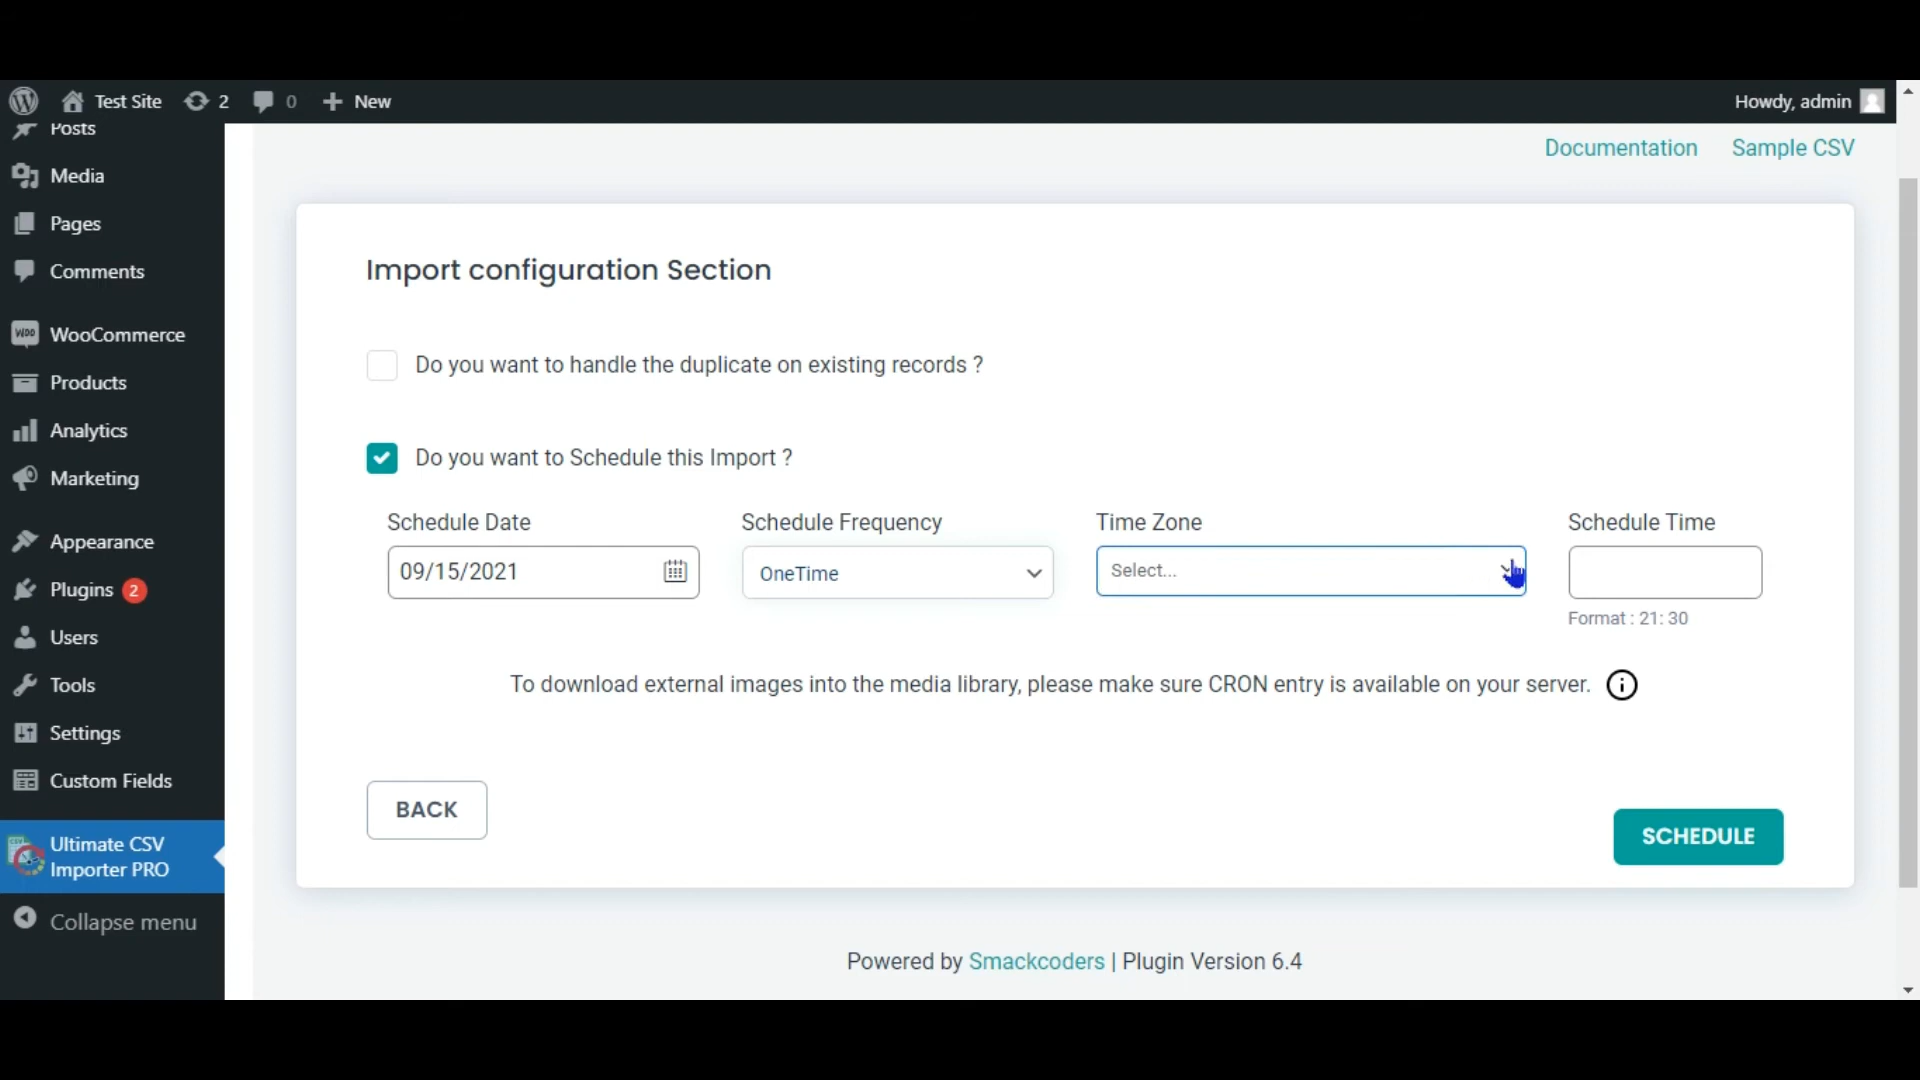 Test Site 2 0 New Howdy, admin
Posts
Media
Pages
Comments
WooCommerce
Products
Analytics
Marketing
Appearance
Plugins 2
Users
Tools
Settings
Custom Fields
Ultimate CSV
Importer PRO
Collapse menu
Documentation Sample CSV
Import configuration Section
Do you want to handle the duplicate on existing records ?
Do you want to Schedule this Import ?
Schedule Date Schedule Frequency Time Zone Schedule Time
09/15/2021 OneTime Select...
Format : 21: 30
To download external images into the media library, please make sure CRON entry is available on your server.
BACK
SCHEDULE
Powered by Smackcoders | Plugin Version 6.4